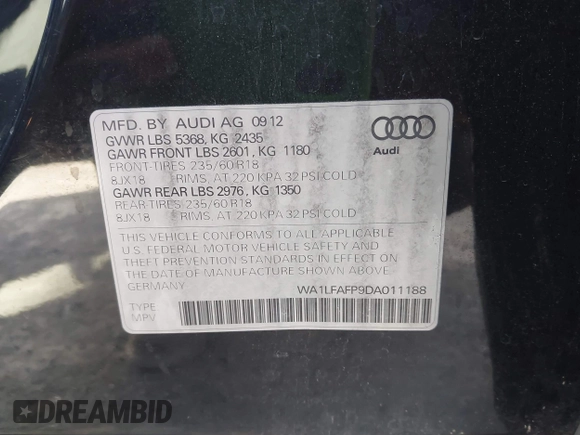 MFD. BY AUDI AG 09 12
GVWR LBS 5368, KG 2435
GAWR FRONT LBS 2601, KG 1180
FRONT-TIRES 235/60 R18
8JX18 RIMS, AT 220 KPA 32 PSI COLD
GAWR REAR LBS 2976, KG 1350
REAR-TIRES 235/60 R18
8JX18 RIMS, AT 220 KPA 32 PSI COLD
Audi
THIS VEHICLE CONFORMS TO ALL APPLICABLE
U.S. FEDERAL MOTOR VEHICLE SAFETY AND
THEFT PREVENTION STANDARDS IN EFFECT ON
THE DATE OF MANUFACTURE SHOWN ABOVE.
GERMANY
WA1LFAFP9DA011188
TYPE:
MPV
DREAMBID